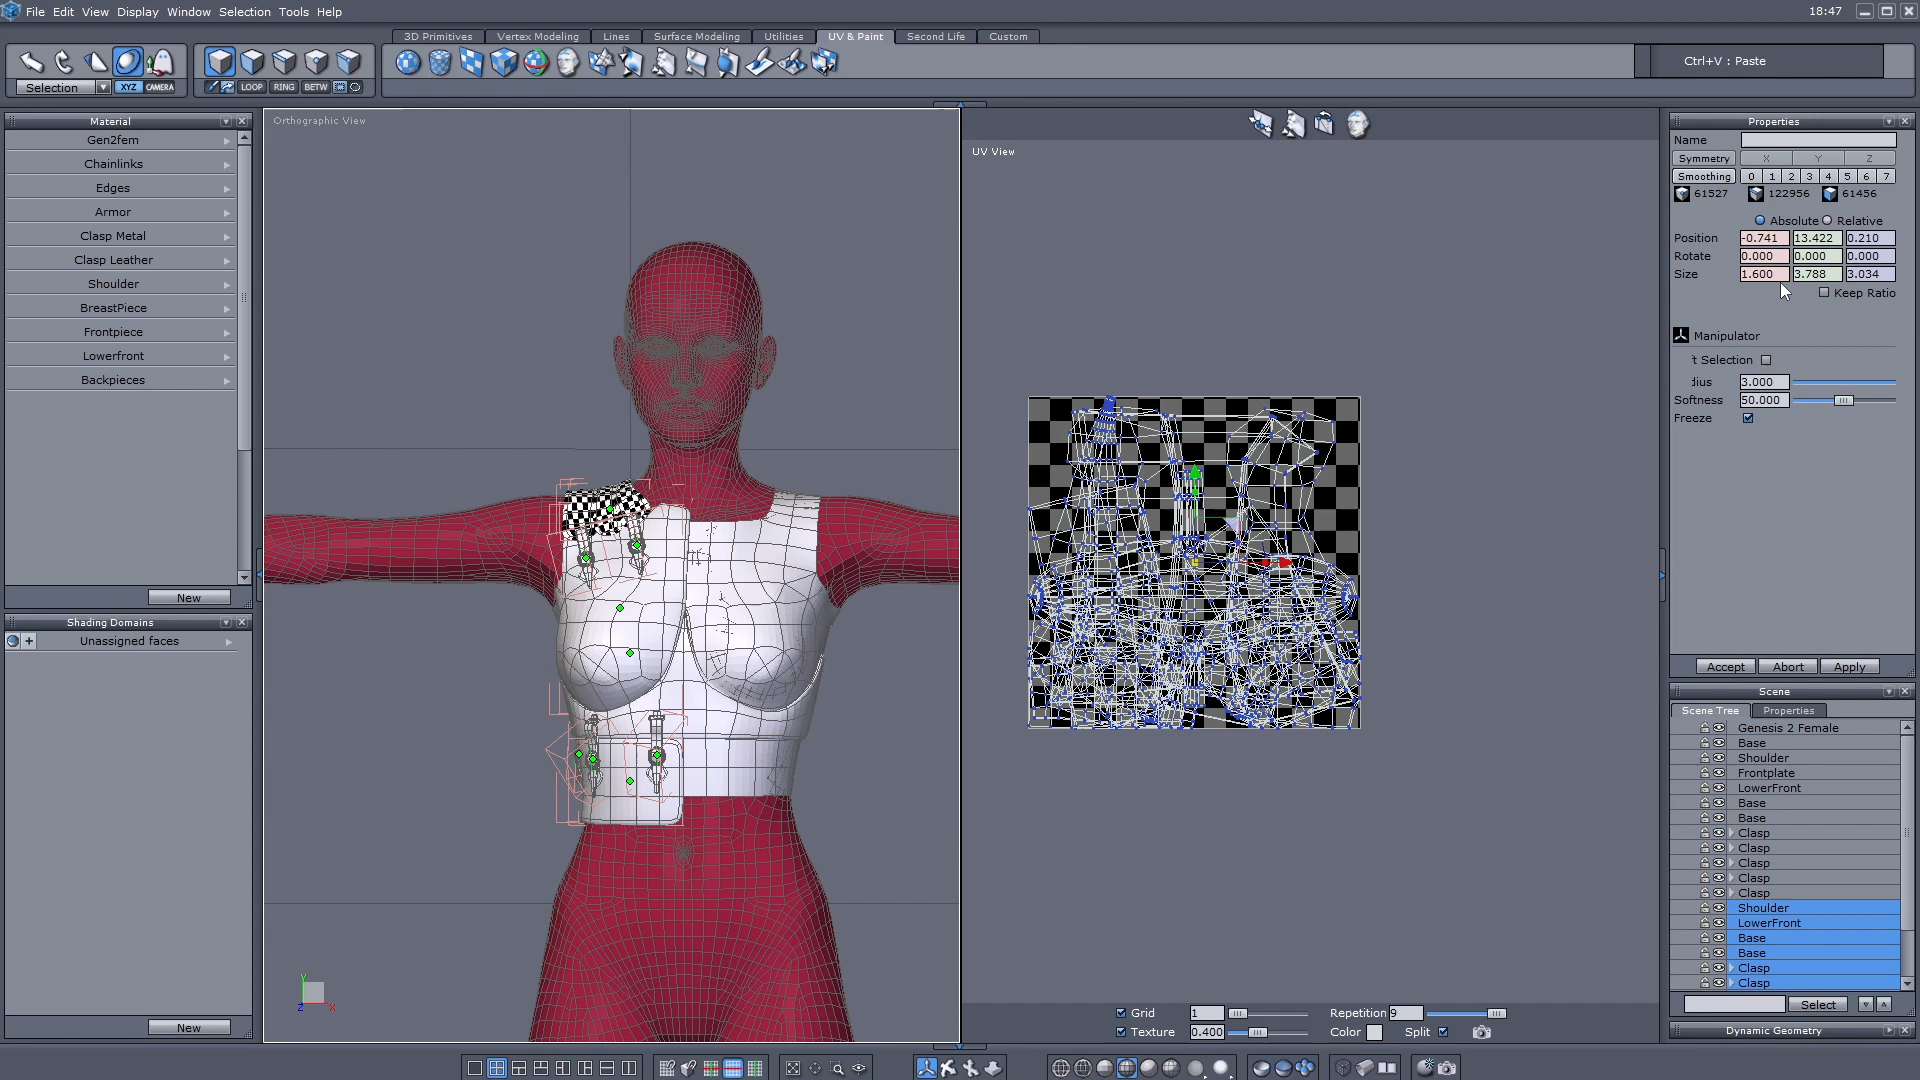 File Edit View Display Window Selection Tools Help
18:47
3D Primitives Vertex Modeling Lines Surface Modeling Utilities UV & Paint Second Life Custom
Ctrl+V : Paste
Selection XYZ CAMERA LOOP RING BETW
Material
Gen2fem
Chainlinks
Edges
Armor
Clasp Metal
Clasp Leather
Shoulder
BreastPiece
Frontpiece
Lowerfront
Backpieces
New
Shading Domains
Unassigned faces
New
Orthographic View
Y
Z X
UV View
Grid 1 Repetition 9
Texture 0.400 Color Split
Properties
Name
Symmetry X Y Z
Smoothing 0 1 2 3 4 5 6 7
61527 122956 61456
Absolute Relative
Position -0.741 13.422 0.210
Rotate 0.000 0.000 0.000
Size 1.600 3.788 3.034
Keep Ratio
Manipulator
t Selection
dius 3.000
Softness 50.000
Freeze
Accept Abort Apply
Scene
Scene Tree Properties
Genesis 2 Female
Base
Shoulder
Frontplate
LowerFront
Base
Base
Clasp
Clasp
Clasp
Clasp
Clasp
Shoulder
LowerFront
Base
Base
Clasp
Clasp
Select
Dynamic Geometry